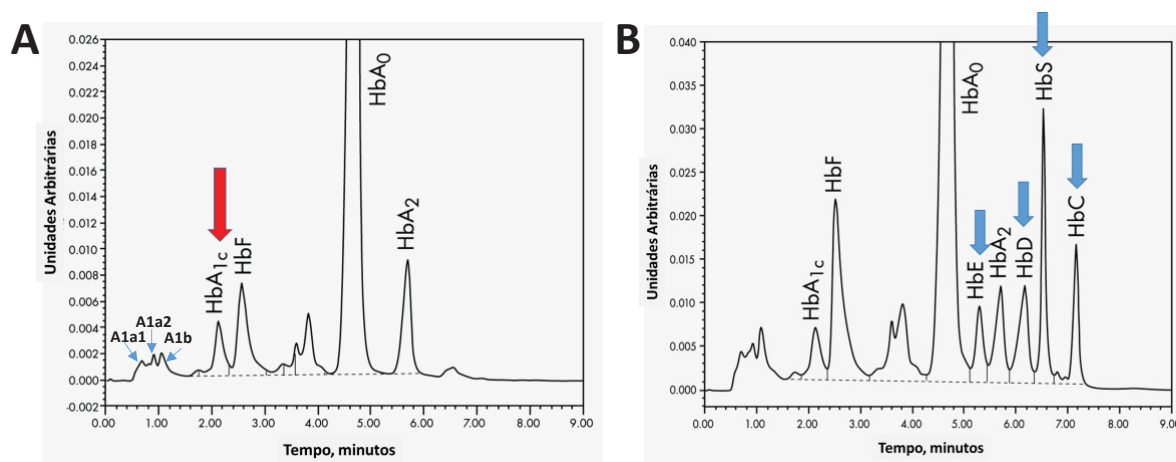 A
Unidades Arbitrárias
0.026
0.024
0.022
0.020
0.018
0.016
0.014
0.012
0.010
0.008
0.006
0.004
0.002
0.000
-0.002
A1a1
A1a2
A1b
HbA1c
HbF
HbA0
HbA2
0.00 1.00 2.00 3.00 4.00 5.00 6.00 7.00 8.00 9.00
Tempo, minutos
B
Unidades Arbitrárias
0.040
0.035
0.030
0.025
0.020
0.015
0.010
0.005
0.000
HbA1c
HbF
HbA0
HbE
HbA2
HbD
HbS
HbC
0.00 1.00 2.00 3.00 4.00 5.00 6.00 7.00 8.00 9.00
Tempo, minutos